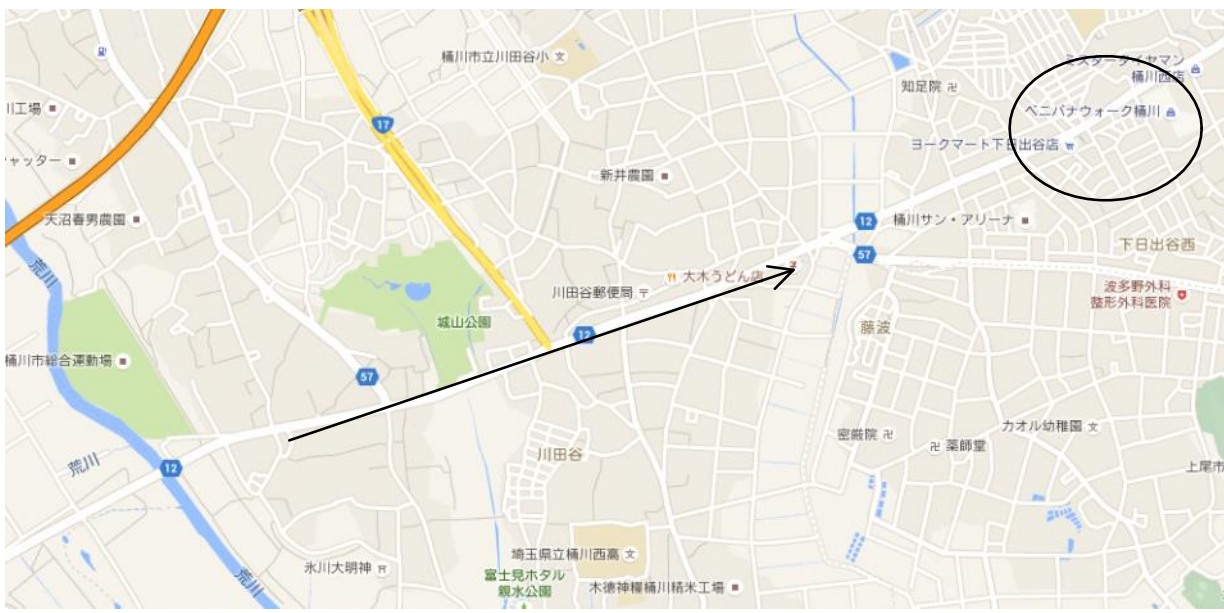 桶川市立川田谷小
ミスタータイヤマン
桶川西店
知足院
川工場
17
ベニバナウォーク桶川
ヨークマート下日出谷店
ャッター
新井農園
天沼春男農園
12
桶川サン・アリーナ
下日出谷西
57
荒川
大木うどん店
川田谷郵便局
波多野外科
整形外科医院
城山公園
12
藤波
桶川市総合運動場
57
カオル幼稚園
密厳院
薬師堂
川田谷
荒川
12
上尾市
埼玉県立桶川西高
氷川大明神
富士見ホタル
親水公園
木徳神糧桶川精米工場
荒川